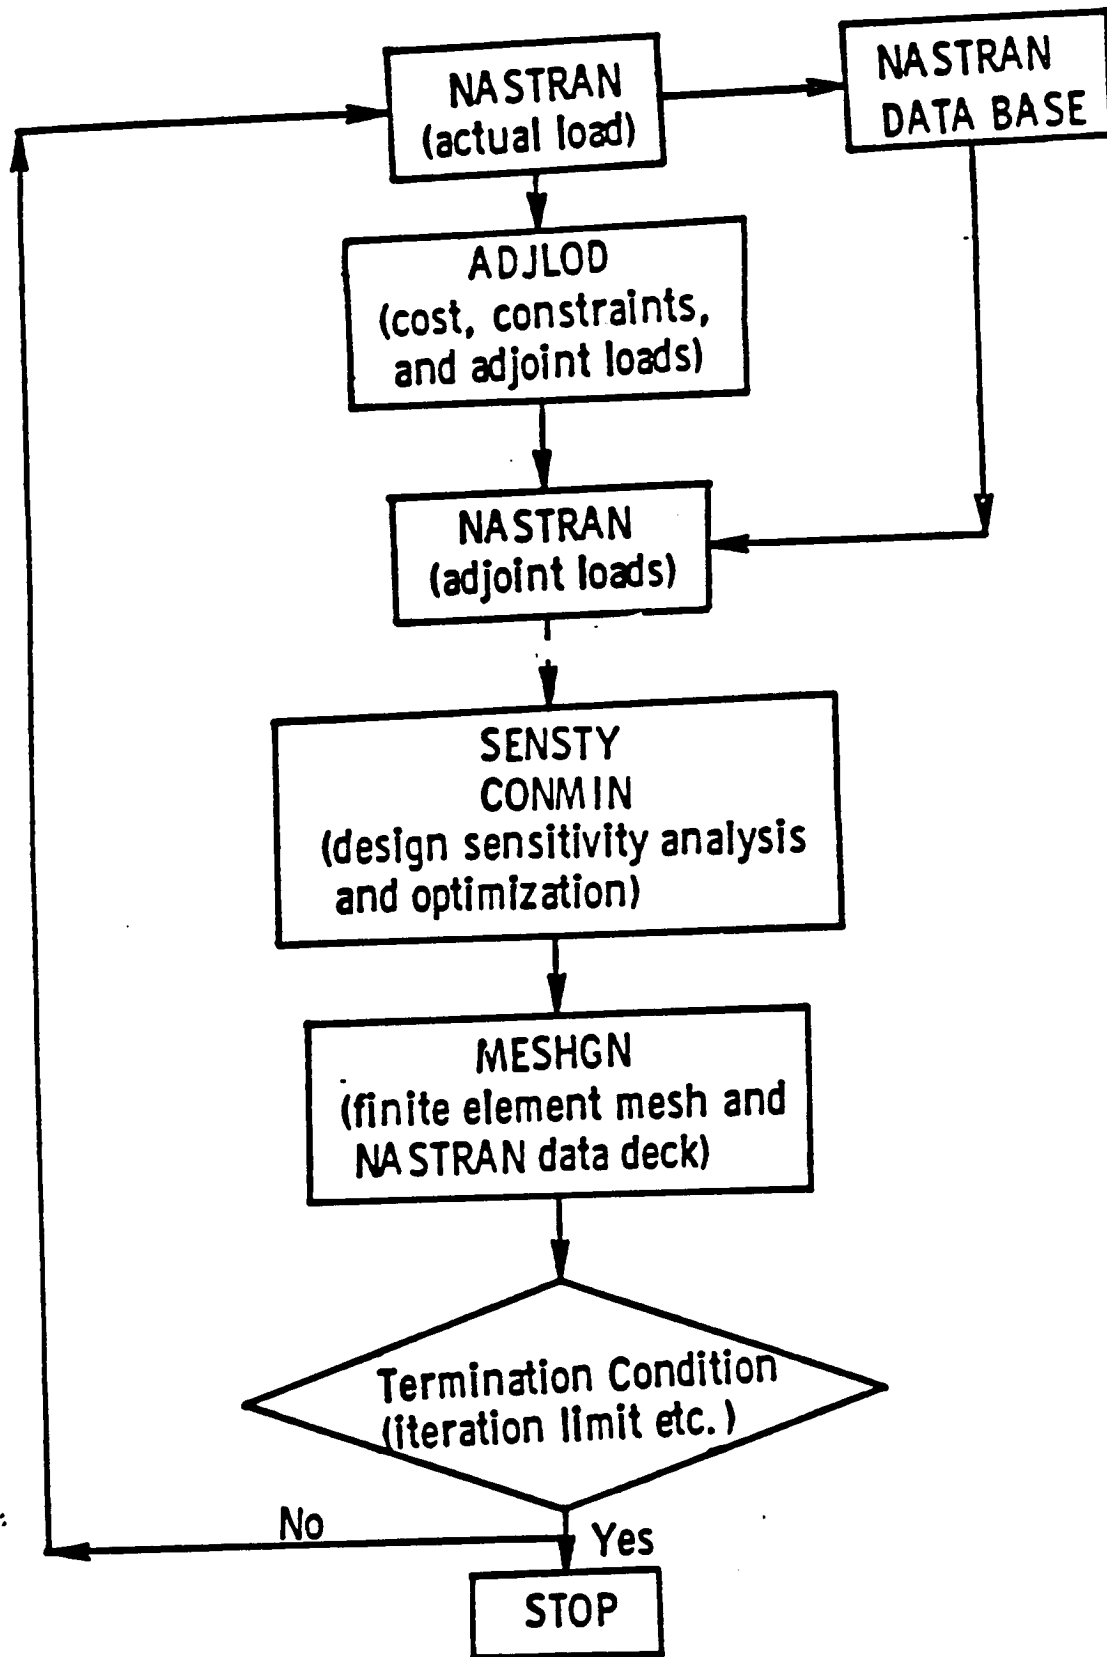 NASTRAN
(actual load)
NASTRAN
DATA BASE
ADJLOD
(cost, constraints,
and adjoint loads)
NASTRAN
(adjoint loads)
SENSTY
CONMIN
(design sensitivity analysis
and optimization)
MESHGN
(finite element mesh and
NASTRAN data deck)
Termination Condition
(iteration limit etc.)
No
Yes
STOP